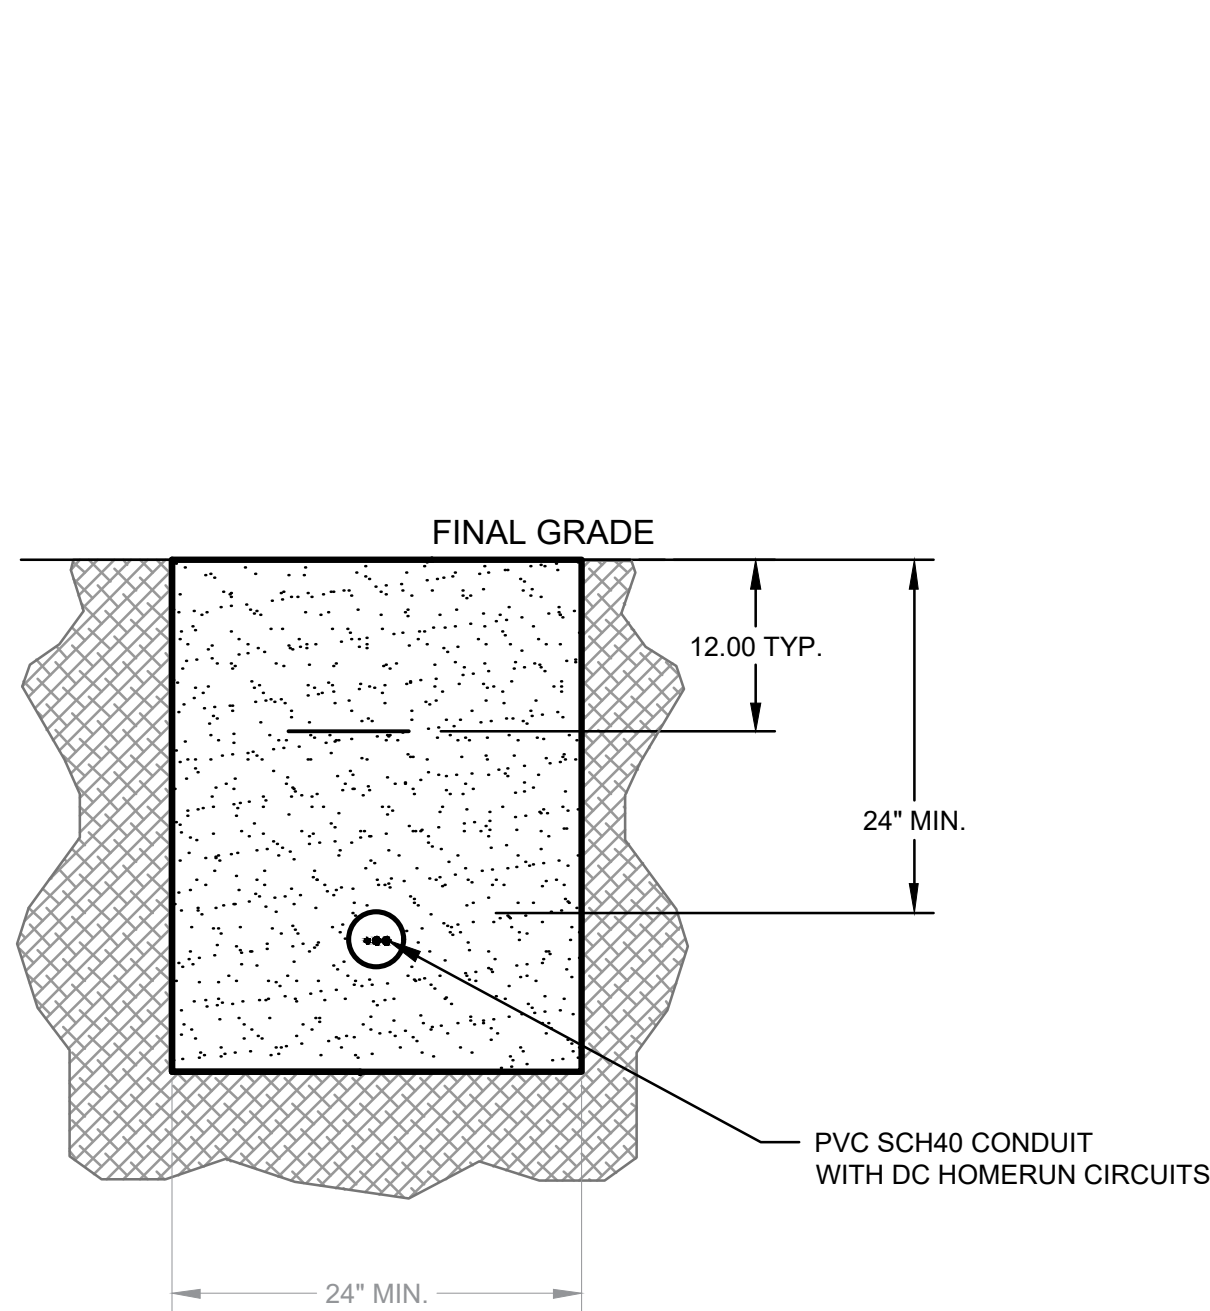 FINAL GRADE
12.00 TYP.
24" MIN.
PVC SCH40 CONDUIT
WITH DC HOMERUN CIRCUITS
24" MIN.